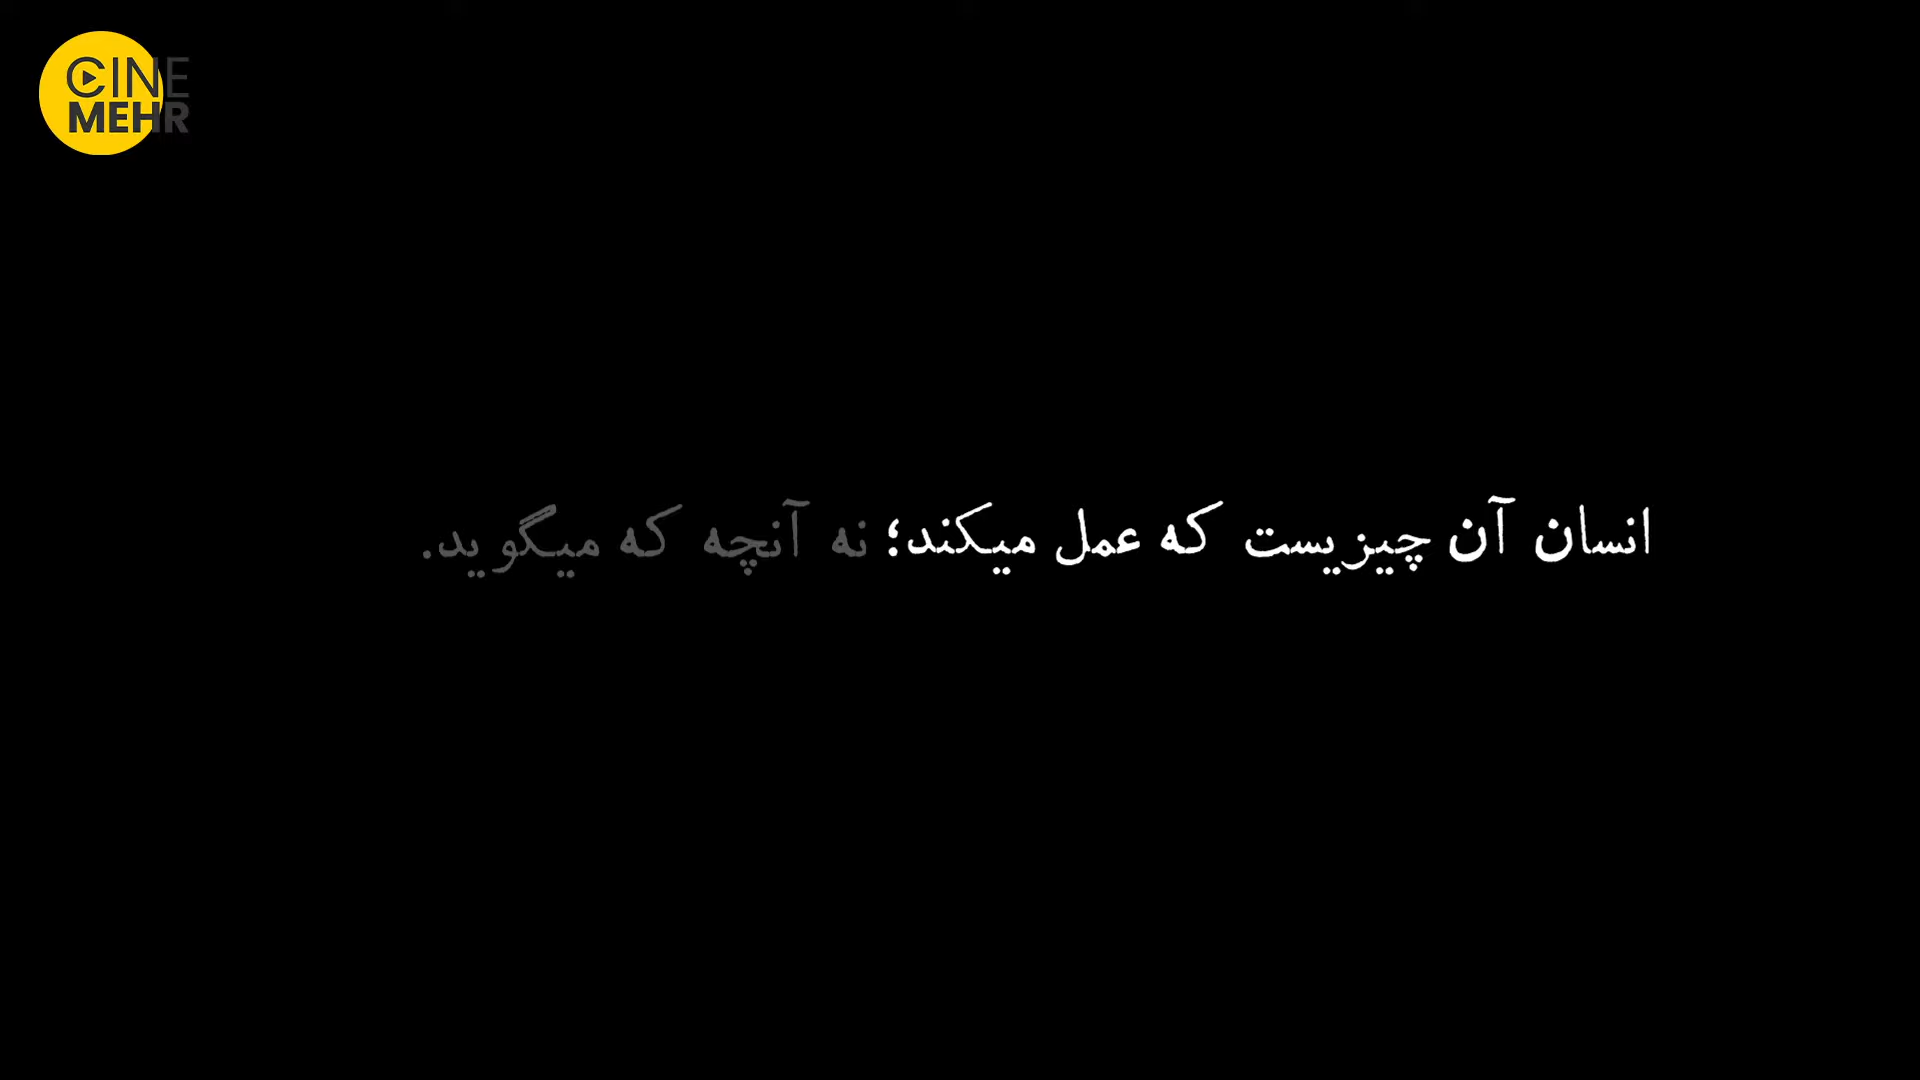 CINE
MEHR
انسان آن چیزیست که عمل میکند؛ نه آنچه که میگوید.